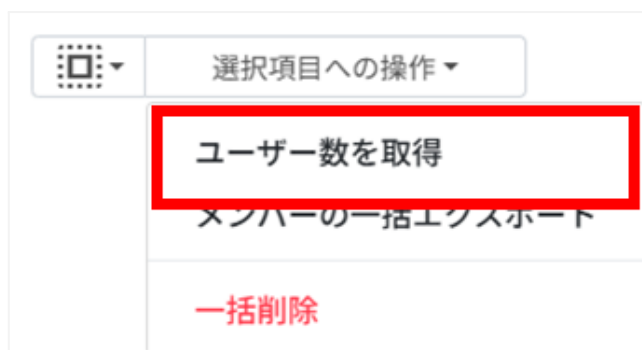 選択項目への操作
ユーザー数を取得
メンバーの一括エクスポート
一括削除